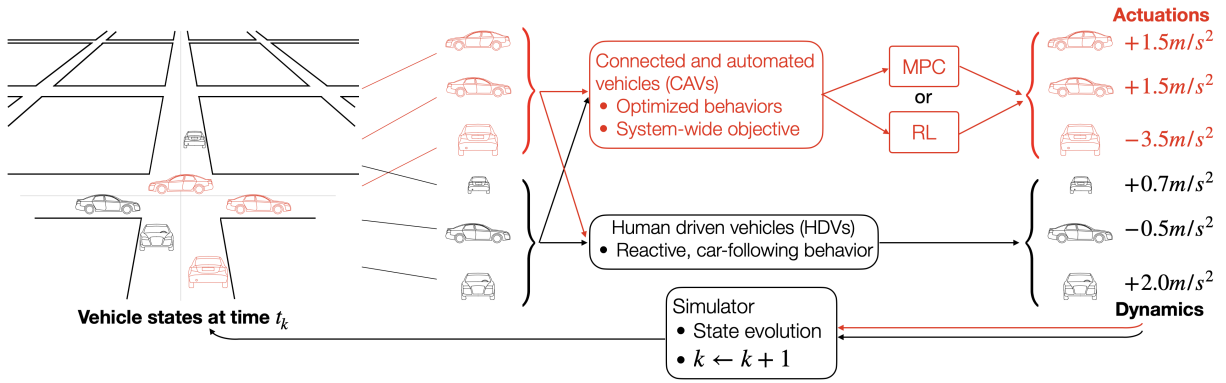 Actuations
+1.5m/s²
+1.5m/s²
−3.5m/s²
+0.7m/s²
−0.5m/s²
+2.0m/s²
Dynamics
Connected and automated
vehicles (CAVs)
• Optimized behaviors
• System-wide objective
MPC
or
RL
Human driven vehicles (HDVs)
• Reactive, car-following behavior
Simulator
• State evolution
• k ← k + 1
Vehicle states at time tₖ